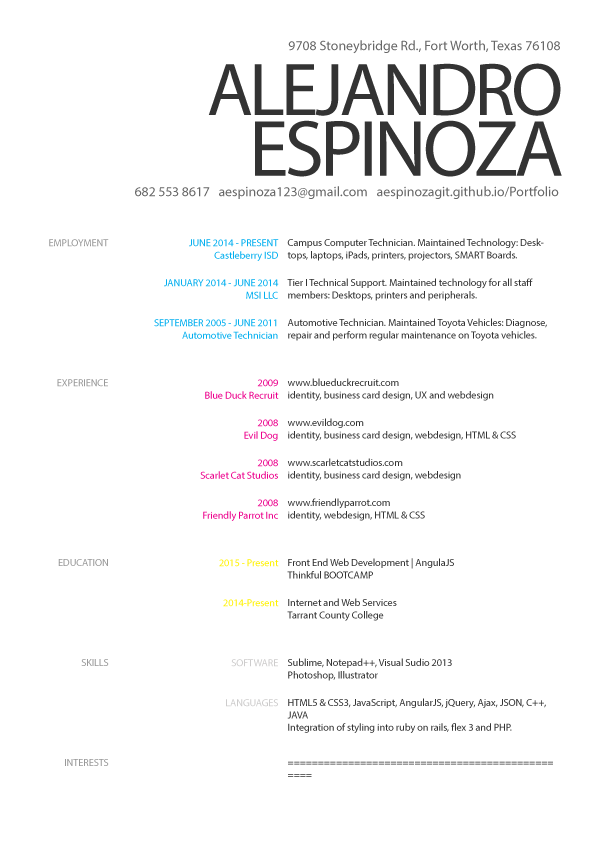 9708 Stoneybridge Rd., Fort Worth, Texas 76108
ALEJANDRO
ESPINOZA
682 553 8617 aespinoza123@gmail.com aespinozagit.github.io/Portfolio
EMPLOYMENT
JUNE 2014 - PRESENT
Castleberry ISD
Campus Computer Technician. Maintained Technology: Desk-
tops, laptops, iPads, printers, projectors, SMART Boards.
JANUARY 2014 - JUNE 2014
MSI LLC
Tier I Technical Support. Maintained technology for all staff
members: Desktops, printers and peripherals.
SEPTEMBER 2005 - JUNE 2011
Automotive Technician
Automotive Technician. Maintained Toyota Vehicles: Diagnose,
repair and perform regular maintenance on Toyota vehicles.
EXPERIENCE
2009
Blue Duck Recruit
www.blueduckrecruit.com
identity, business card design, UX and webdesign
2008
Evil Dog
www.evildog.com
identity, business card design, webdesign, HTML & CSS
2008
Scarlet Cat Studios
www.scarletcatstudios.com
identity, business card design, webdesign
2008
Friendly Parrot Inc
www.friendlyparrot.com
identity, webdesign, HTML & CSS
EDUCATION
2015 - Present
Front End Web Development | AngulaJS
Thinkful BOOTCAMP
2014-Present
Internet and Web Services
Tarrant County College
SKILLS
SOFTWARE
Sublime, Notepad++, Visual Sudio 2013
Photoshop, Illustrator
LANGUAGES
HTML5 & CSS3, JavaScript, AngularJS, jQuery, Ajax, JSON, C++,
JAVA
Integration of styling into ruby on rails, flex 3 and PHP.
INTERESTS
============================================
====